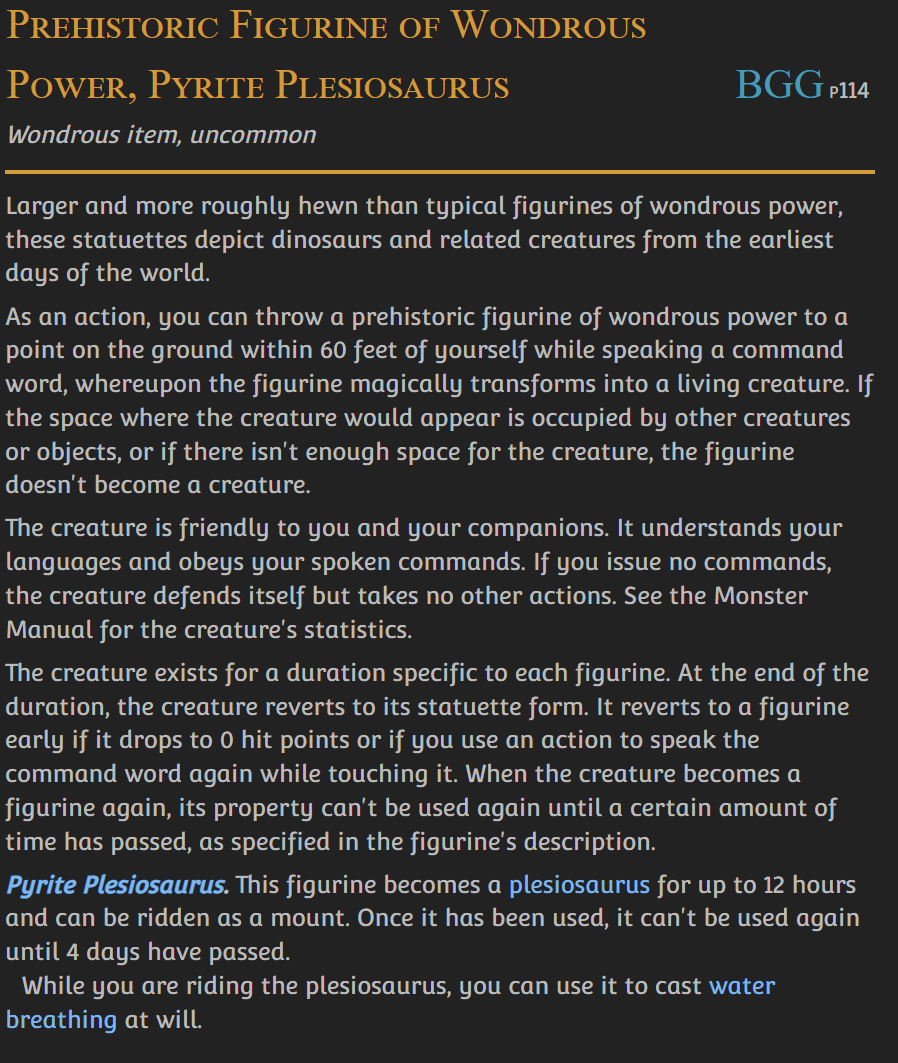 Prehistoric Figurine of Wondrous
Power, Pyrite Plesiosaurus BGG p114
Wondrous item, uncommon
Larger and more roughly hewn than typical figurines of wondrous power,
these statuettes depict dinosaurs and related creatures from the earliest
days of the world.
As an action, you can throw a prehistoric figurine of wondrous power to a
point on the ground within 60 feet of yourself while speaking a command
word, whereupon the figurine magically transforms into a living creature. If
the space where the creature would appear is occupied by other creatures
or objects, or if there isn't enough space for the creature, the figurine
doesn't become a creature.
The creature is friendly to you and your companions. It understands your
languages and obeys your spoken commands. If you issue no commands,
the creature defends itself but takes no other actions. See the Monster
Manual for the creature's statistics.
The creature exists for a duration specific to each figurine. At the end of the
duration, the creature reverts to its statuette form. It reverts to a figurine
early if it drops to 0 hit points or if you use an action to speak the
command word again while touching it. When the creature becomes a
figurine again, its property can't be used again until a certain amount of
time has passed, as specified in the figurine's description.
Pyrite Plesiosaurus. This figurine becomes a plesiosaurus for up to 12 hours
and can be ridden as a mount. Once it has been used, it can't be used again
until 4 days have passed.
While you are riding the plesiosaurus, you can use it to cast water
breathing at will.